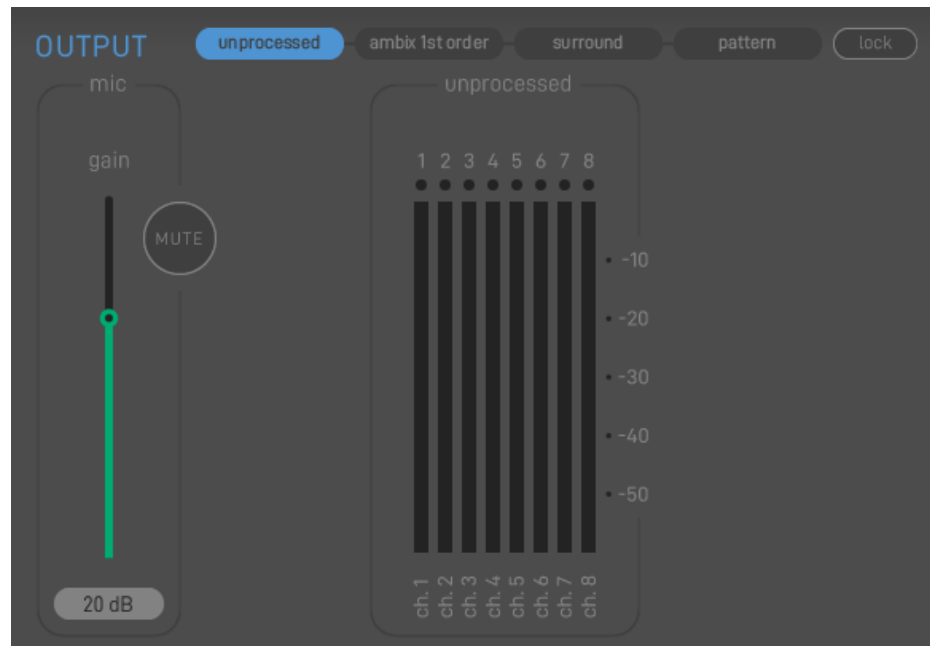 OUTPUT unprocessed ambix 1st order surround pattern lock
mic unprocessed
gain 1 2 3 4 5 6 7 8
MUTE
-10
-20
-30
-40
-50
ch. 1 ch. 2 ch. 3 ch. 4 ch. 5 ch. 6 ch. 7 ch. 8
20 dB